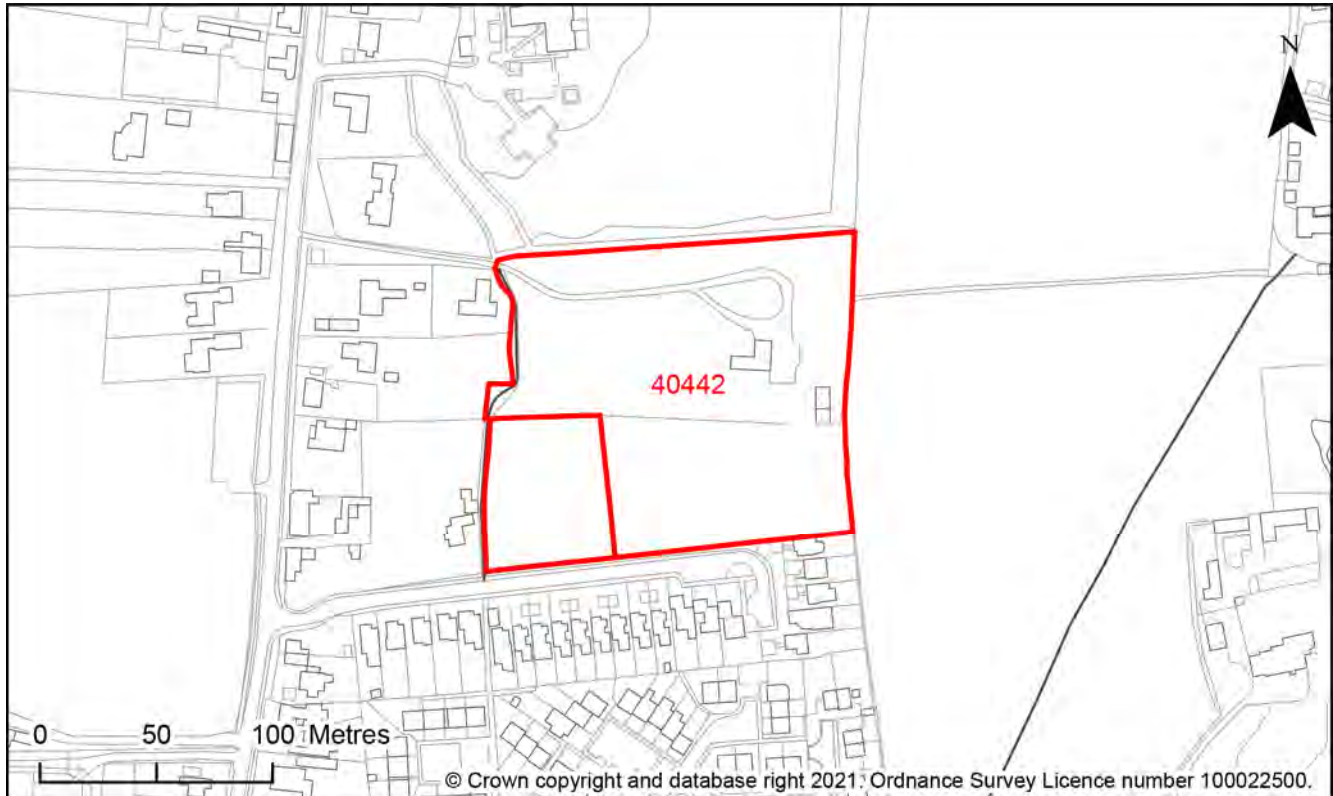 N
40442
0 50 100 Metres
© Crown copyright and database right 2021. Ordnance Survey Licence number 100022500.